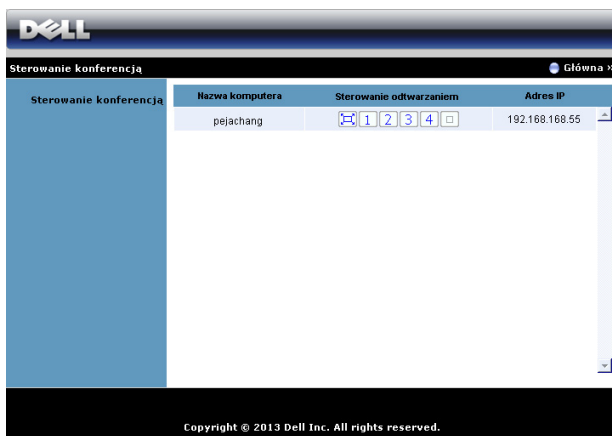 DELL
Sterowanie konferencją
Główna »
Sterowanie konferencją
Nazwa komputera Sterowanie odtwarzaniem Adres IP
pejachang 1 2 3 4 192.168.168.55
Copyright © 2013 Dell Inc. All rights reserved.